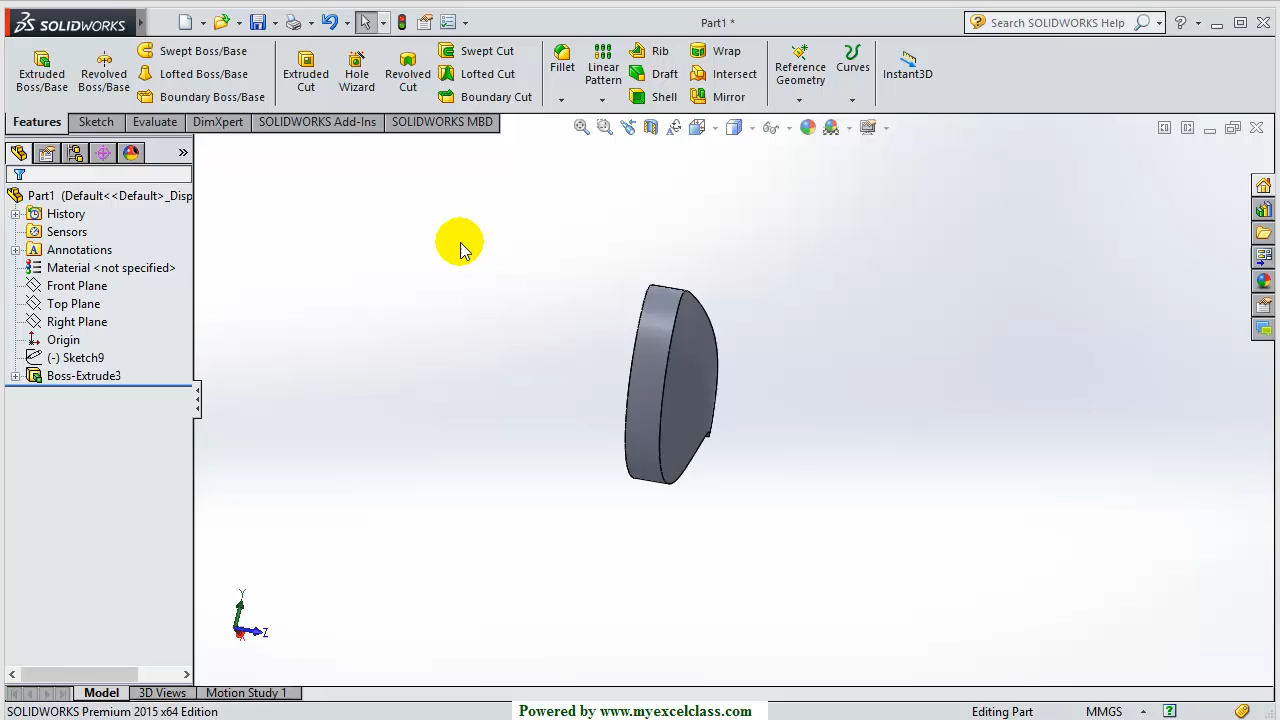 SOLIDWORKS
Part1 *
Search SOLIDWORKS Help
Extruded Boss/Base
Revolved Boss/Base
Swept Boss/Base
Lofted Boss/Base
Boundary Boss/Base
Extruded Cut
Hole Wizard
Revolved Cut
Swept Cut
Lofted Cut
Boundary Cut
Fillet
Linear Pattern
Rib
Draft
Shell
Wrap
Intersect
Mirror
Reference Geometry
Curves
Instant3D
Features
Sketch
Evaluate
DimXpert
SOLIDWORKS Add-Ins
SOLIDWORKS MBD
Part1 (Default<<Default>_Disp
History
Sensors
Annotations
Material <not specified>
Front Plane
Top Plane
Right Plane
Origin
(-) Sketch9
Boss-Extrude3
Y
Z
X
Model
3D Views
Motion Study 1
SOLIDWORKS Premium 2015 x64 Edition
Powered by www.myexcelclass.com
Editing Part
MMGS